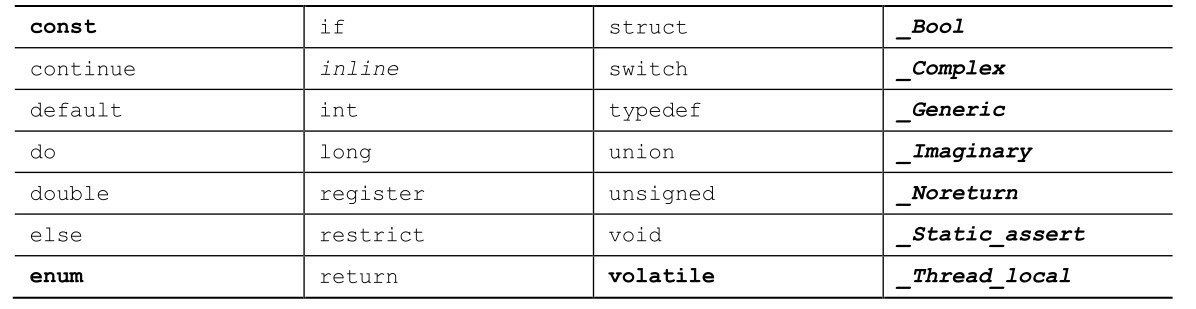 const if struct _Bool
continue inline switch _Complex
default int typedef _Generic
do long union _Imaginary
double register unsigned _Noreturn
else restrict void _Static_assert
enum return volatile _Thread_local